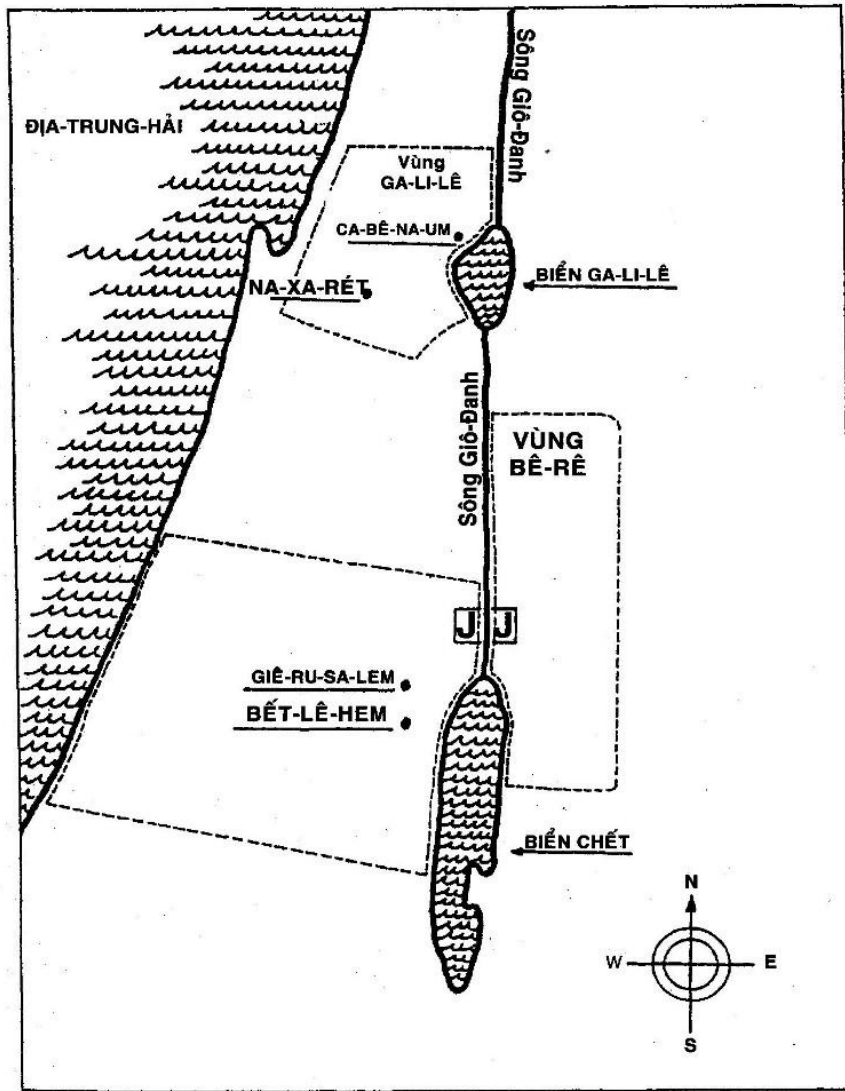 Sông Giô-Đanh
ĐỊA-TRUNG-HẢI
Vùng
GA-LI-LÊ
CA-BÊ-NA-UM
BIỂN GA-LI-LÊ
NA-XA-RÉT
Sông Giô-Đanh
VÙNG
BÊ-RÊ
J J
GIÊ-RU-SA-LEM
BẾT-LÊ-HEM
BIỂN CHẾT
N
W E
S